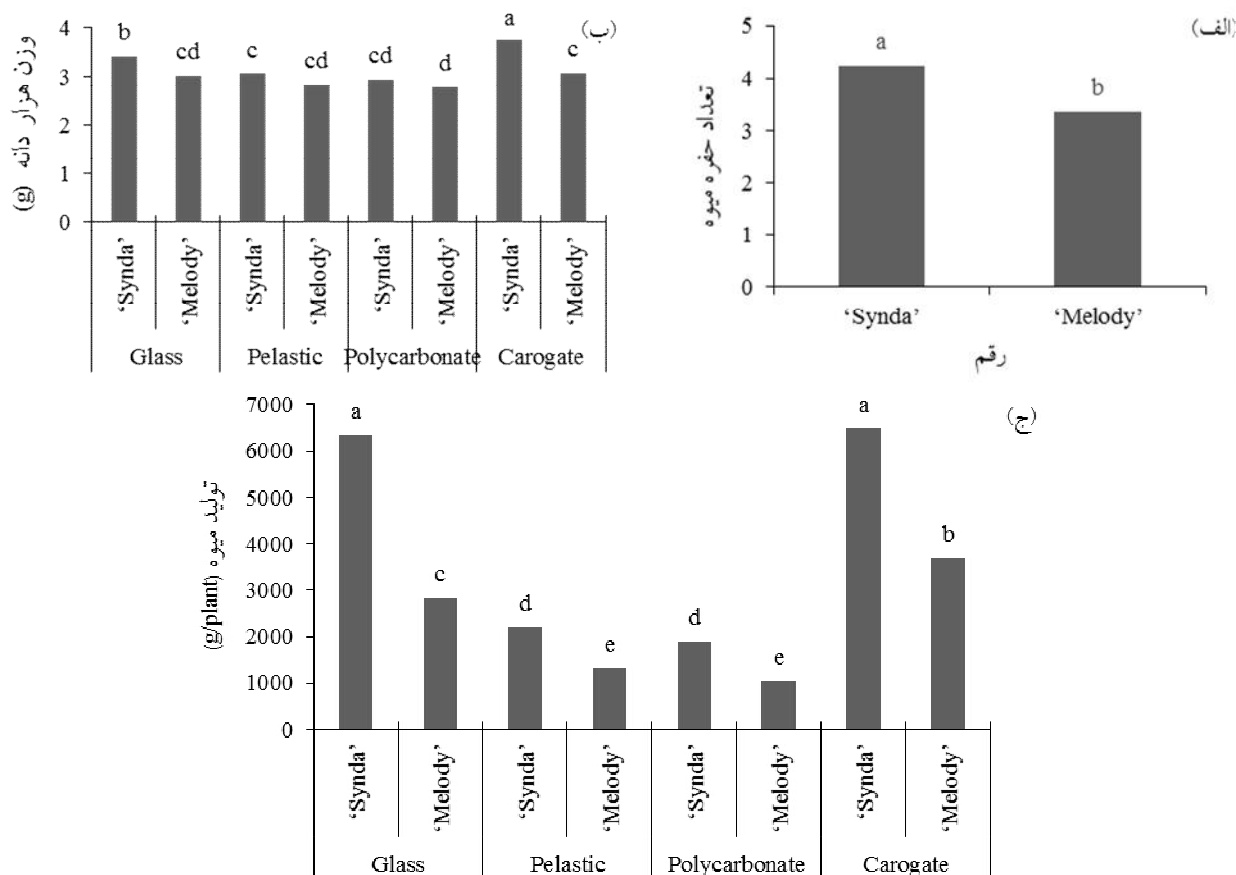 (الف)
تعداد حفره میوه
5
4
3
2
1
0
a
b
‘Synda’
‘Melody’
رقم
(ب)
وزن هزار دانه (g)
4
3
2
1
0
b
cd
c
cd
cd
d
a
c
‘Synda’
‘Melody’
‘Synda’
‘Melody’
‘Synda’
‘Melody’
‘Synda’
‘Melody’
Glass
Pelastic
Polycarbonate
Carogate
(ج)
تولید میوه
(g/plant)
7000
6000
5000
4000
3000
2000
1000
0
a
c
d
e
d
e
a
b
‘Synda’
‘Melody’
‘Synda’
‘Melody’
‘Synda’
‘Melody’
‘Synda’
‘Melody’
Glass
Pelastic
Polycarbonate
Carogate